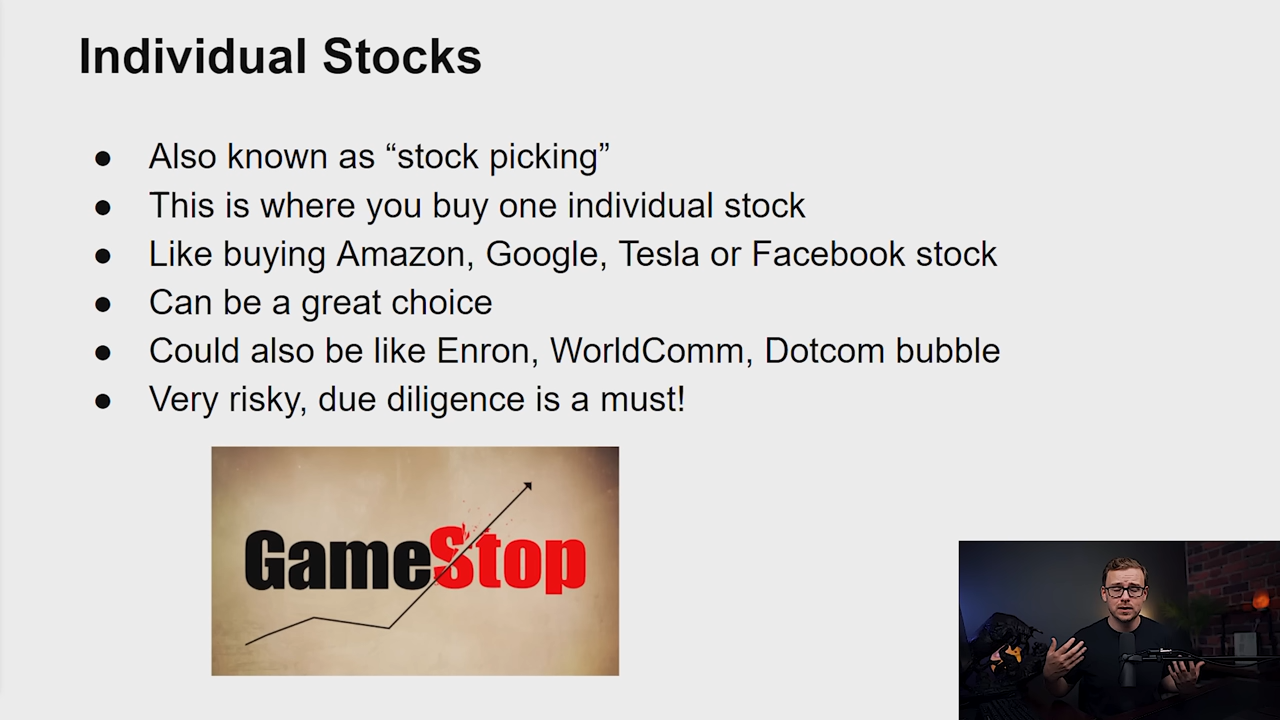 Individual Stocks
● Also known as “stock picking”
● This is where you buy one individual stock
● Like buying Amazon, Google, Tesla or Facebook stock
● Can be a great choice
● Could also be like Enron, WorldComm, Dotcom bubble
● Very risky, due diligence is a must!
GameStop